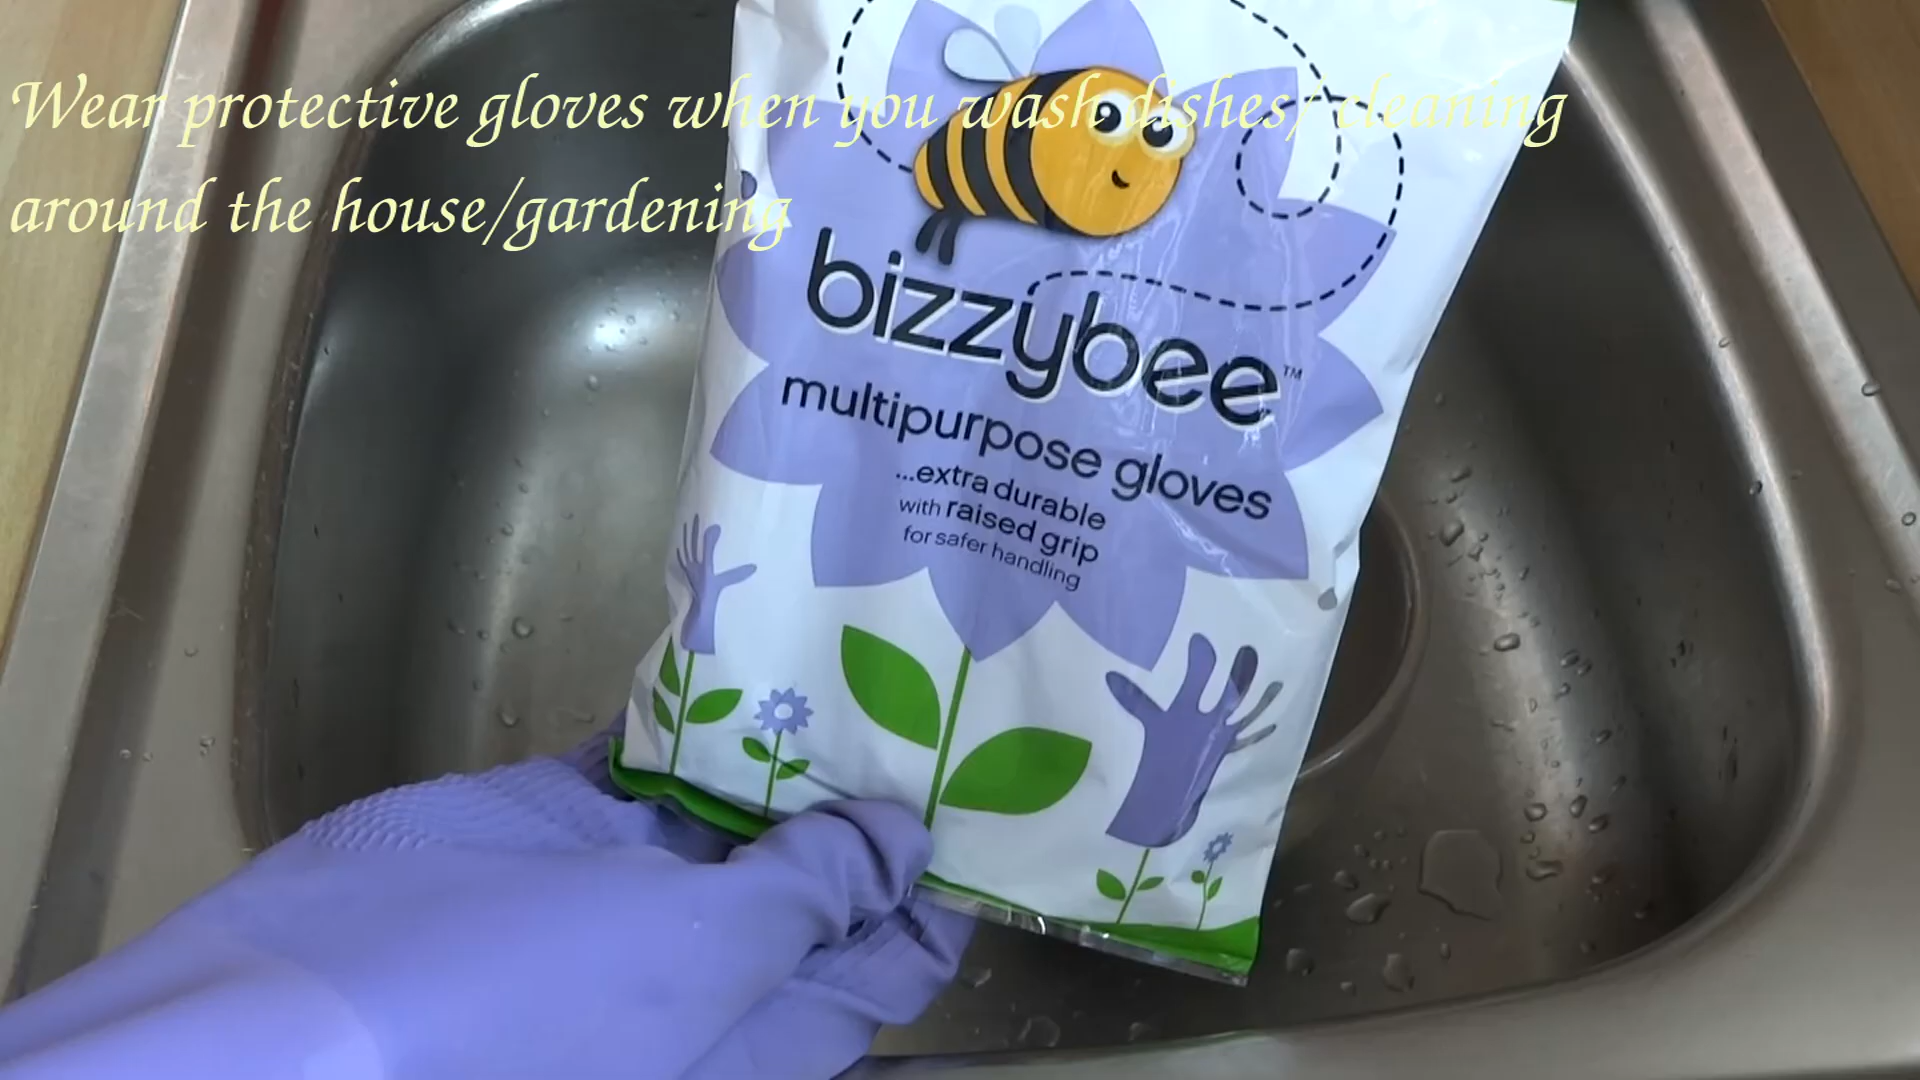 Wear protective gloves when you wash dishes/ cleaning
around the house/gardening
bizzybee™
multipurpose gloves
...extra durable
with raised grip
for safer handling